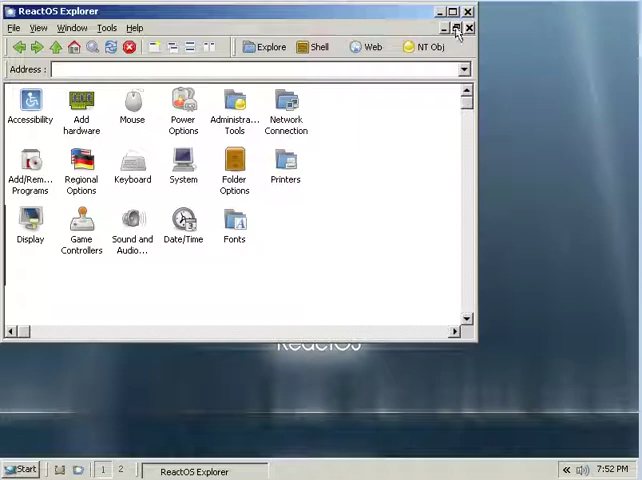 ReactOS Explorer
File View Window Tools Help
Explore Shell Web NT Obj
Address :
Accessibility
Add hardware
Mouse
Power Options
Administra... Tools
Network Connection
Add/Rem... Programs
Regional Options
Keyboard
System
Folder Options
Printers
Display
Game Controllers
Sound and Audio...
Date/Time
Fonts
ReactOS
Start 1 2 ReactOS Explorer 7:52 PM